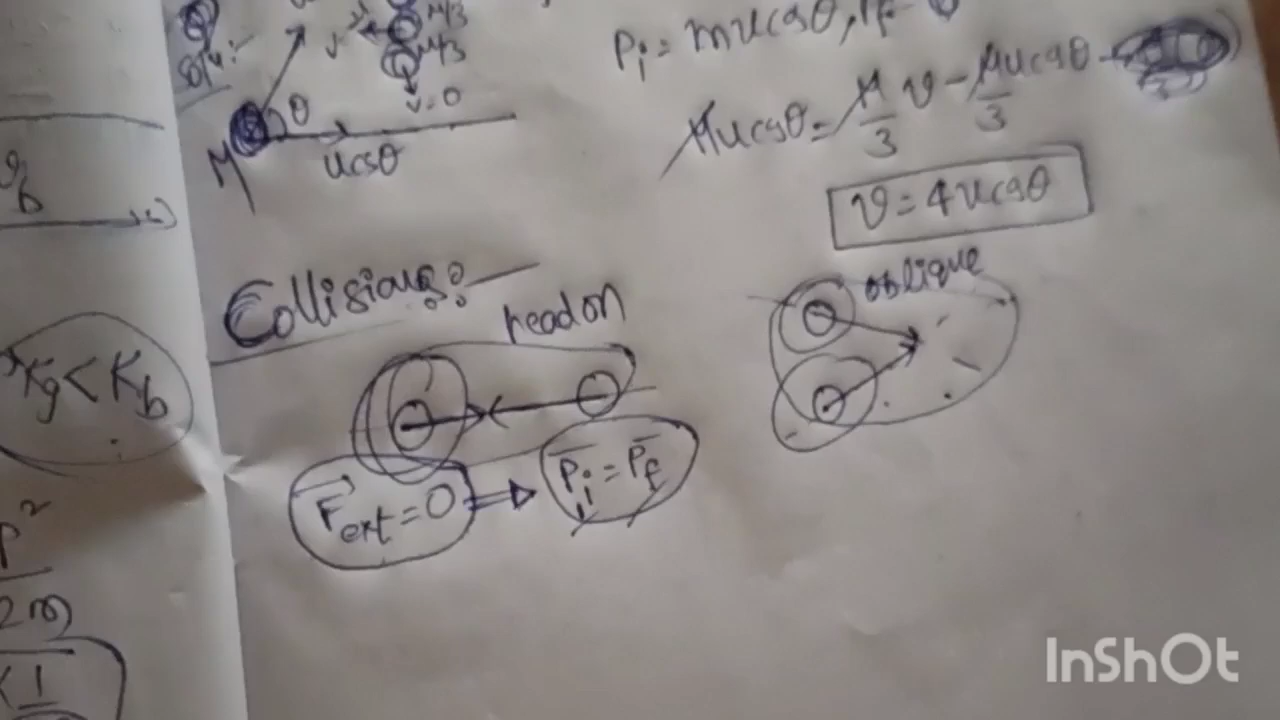 M/3
M/3
v=0
θ
M
ucosθ
Pi = mucosθ, Pf
Mucosθ = M/3 v - Mucosθ/3
v = 4ucosθ
Collisions:-
head on
oblique
Fext = 0 ⇒ Pi = Pf
Kg < Kb
P²
2m
< 1
InShOt